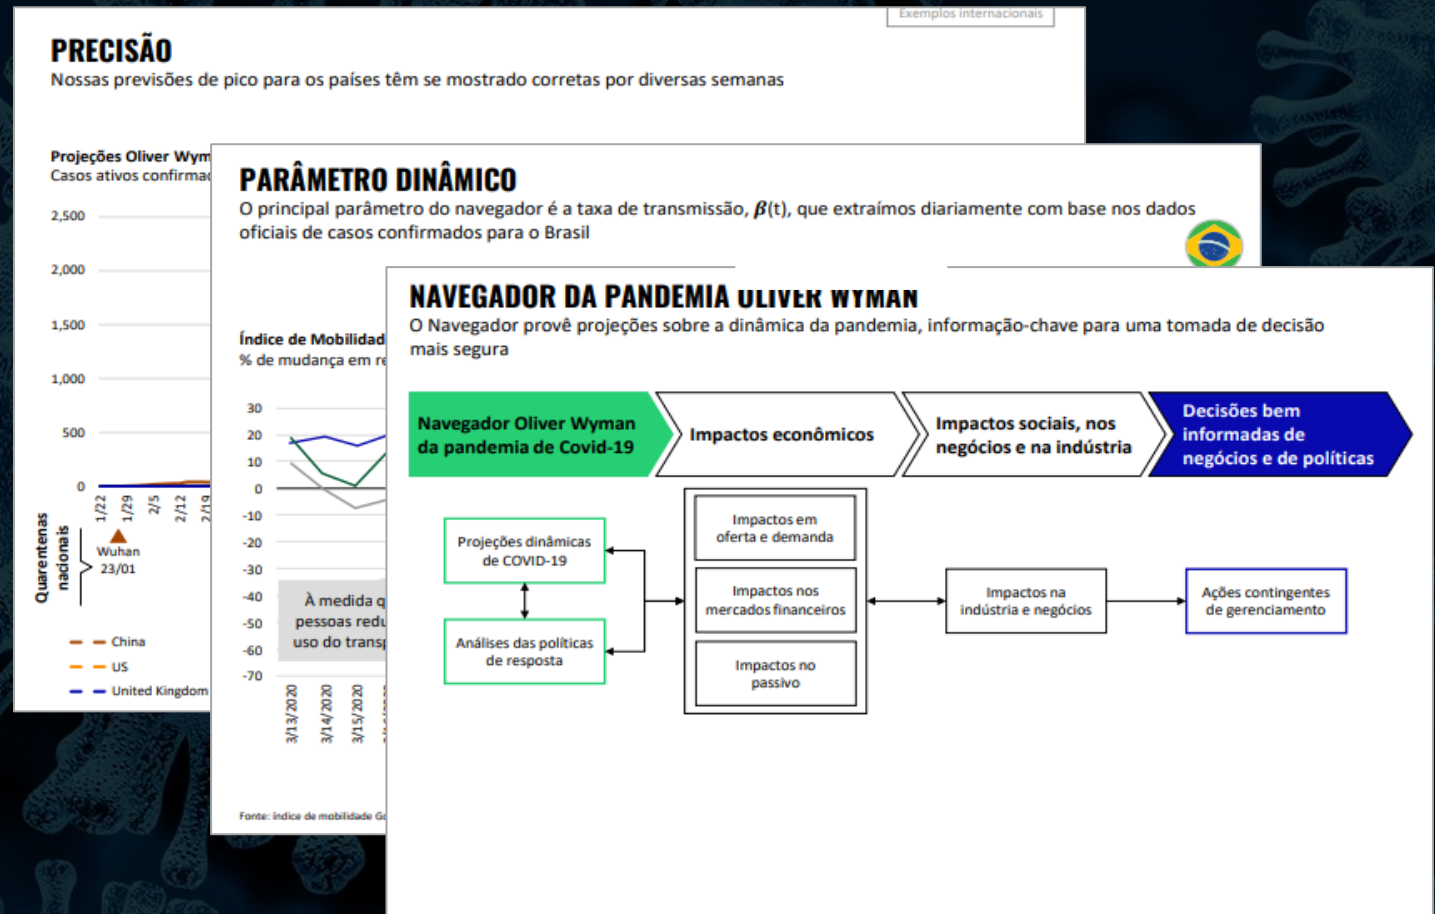 Exemplos internacionais
PRECISÃO
Nossas previsões de pico para os países têm se mostrado corretas por diversas semanas
Projeções Oliver Wym
Casos ativos confirmad
2,500
2,000
1,500
1,000
500
0
1/22
1/29
2/5
2/12
2/19
Quarentenas
nacionais
Wuhan
23/01
China
US
United Kingdom
PARÂMETRO DINÂMICO
O principal parâmetro do navegador é a taxa de transmissão, β(t), que extraímos diariamente com base nos dados
oficiais de casos confirmados para o Brasil
Índice de Mobilidad
% de mudança em re
30
20
10
0
-10
-20
-30
-40
-50
-60
-70
À medida q
pessoas redu
uso do transp
3/13/2020
3/14/2020
3/15/2020
Fonte: índice de mobilidade Go
NAVEGADOR DA PANDEMIA OLIVER WYMAN
O Navegador provê projeções sobre a dinâmica da pandemia, informação-chave para uma tomada de decisão
mais segura
Navegador Oliver Wyman
da pandemia de Covid-19
Impactos econômicos
Impactos sociais, nos
negócios e na indústria
Decisões bem
informadas de
negócios e de políticas
Projeções dinâmicas
de COVID-19
Análises das políticas
de resposta
Impactos em
oferta e demanda
Impactos nos
mercados financeiros
Impactos no
passivo
Impactos na
indústria e negócios
Ações contingentes
de gerenciamento